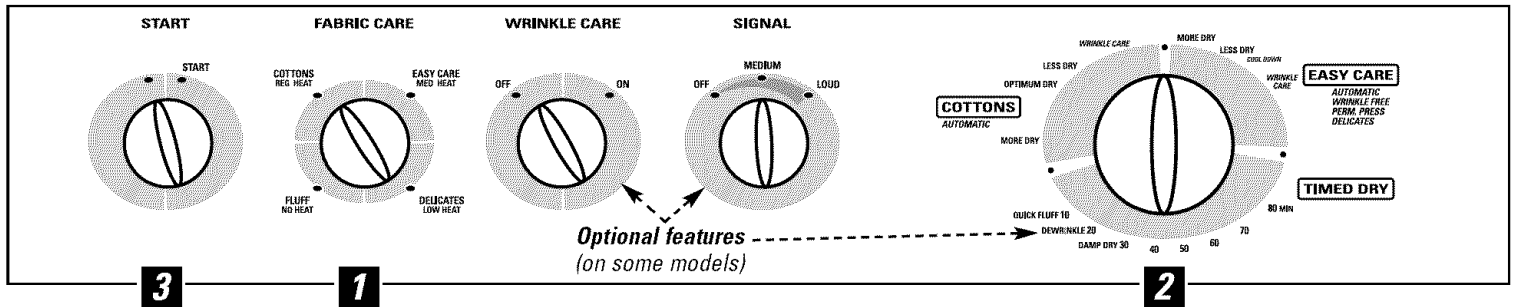 START
START
FABRIC CARE
COTTONS
REG HEAT
EASY CARE
MED HEAT
FLUFF
NO HEAT
DELICATES
LOW HEAT
WRINKLE CARE
OFF
ON
SIGNAL
OFF
MEDIUM
LOUD
Optional features
(on some models)
WRINKLE CARE
LESS DRY
OPTIMUM DRY
COTTONS
AUTOMATIC
MORE DRY
MORE DRY
LESS DRY
COOL DOWN
WRINKLE
CARE
EASY CARE
AUTOMATIC
WRINKLE FREE
PERM. PRESS
DELICATES
TIMED DRY
80 MIN
70
60
50
40
DAMP DRY 30
DEWRINKLE 20
QUICK FLUFF 10
3
1
2